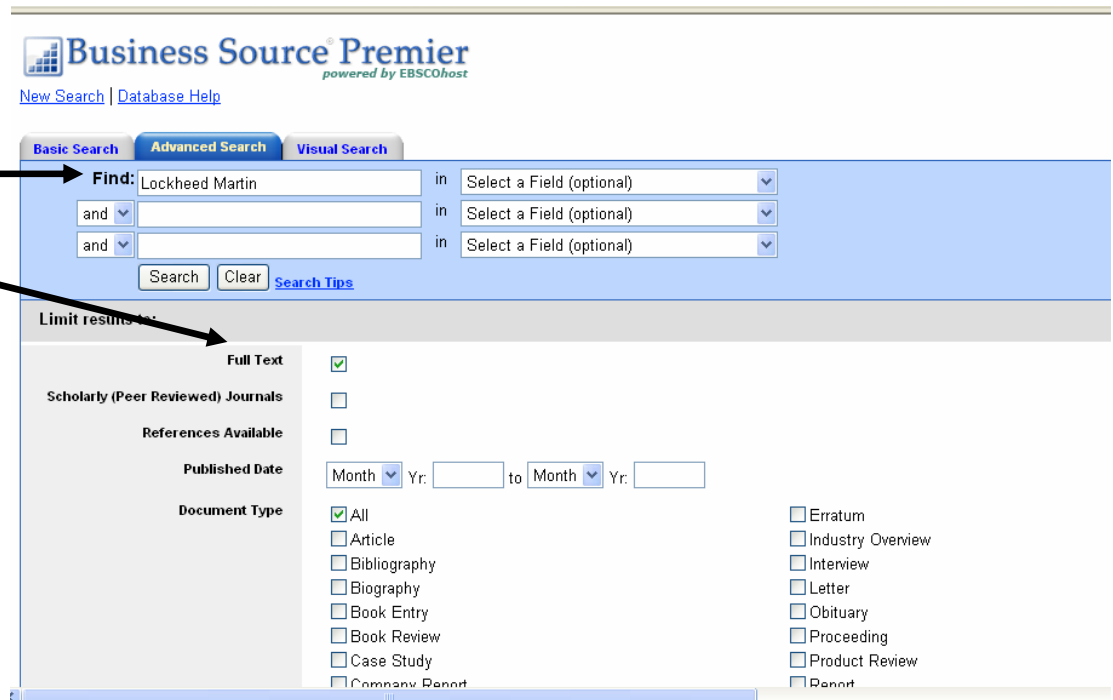 Business Source® Premier
powered by EBSCOhost
New Search | Database Help
Basic Search Advanced Search Visual Search
Find: Lockheed Martin in Select a Field (optional)
and in Select a Field (optional)
and in Select a Field (optional)
Search Clear Search Tips
Limit results to:
Full Text
Scholarly (Peer Reviewed) Journals
References Available
Published Date Month Yr: to Month Yr:
Document Type All Erratum
Article Industry Overview
Bibliography Interview
Biography Letter
Book Entry Obituary
Book Review Proceeding
Case Study Product Review
Company Report Report